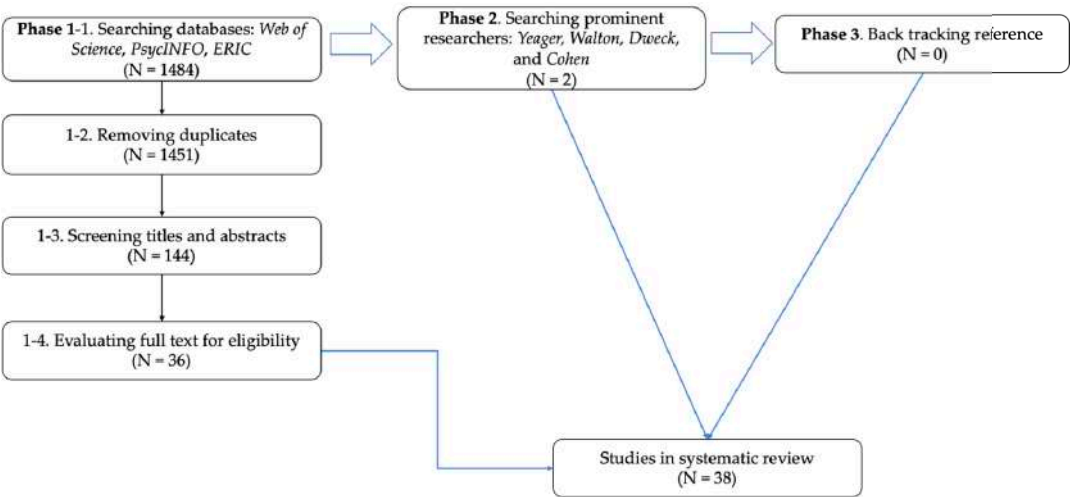 Phase 1-1. Searching databases: Web of
Science, PsycINFO, ERIC
(N = 1484)
1-2. Removing duplicates
(N = 1451)
1-3. Screening titles and abstracts
(N = 144)
1-4. Evaluating full text for eligibility
(N = 36)
Phase 2. Searching prominent
researchers: Yeager, Walton, Dweck,
and Cohen
(N = 2)
Phase 3. Back tracking reference
(N = 0)
Studies in systematic review
(N = 38)